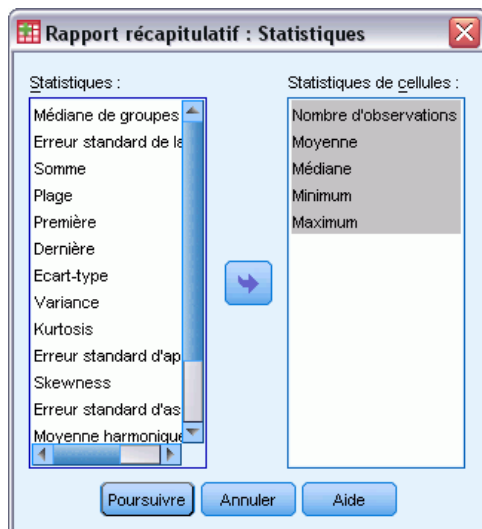 Rapport récapitulatif : Statistiques
Statistiques :
Médiane de groupes
Erreur standard de la
Somme
Plage
Première
Dernière
Ecart-type
Variance
Kurtosis
Erreur standard d'ap
Skewness
Erreur standard d'as
Moyenne harmonique
Statistiques de cellules :
Nombre d'observations
Moyenne
Médiane
Minimum
Maximum
Poursuivre
Annuler
Aide